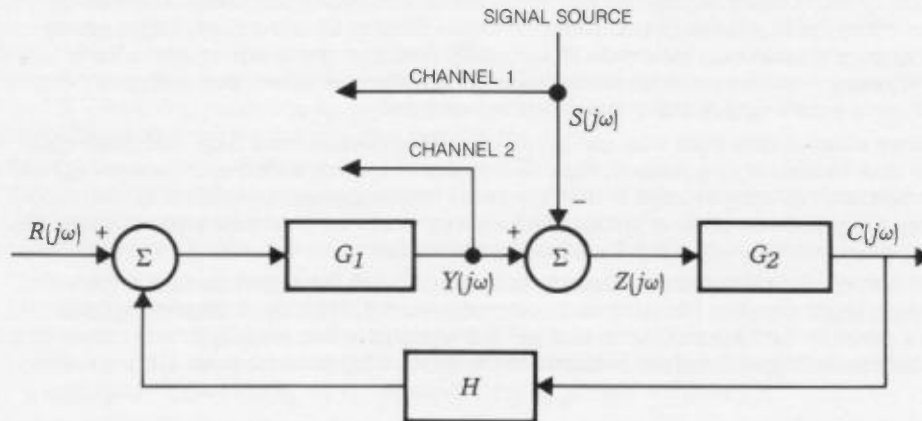 SIGNAL SOURCE
CHANNEL 1
S(jω)
CHANNEL 2
−
R(jω) + Σ G1 Y(jω) + Σ Z(jω) G2 C(jω)
H